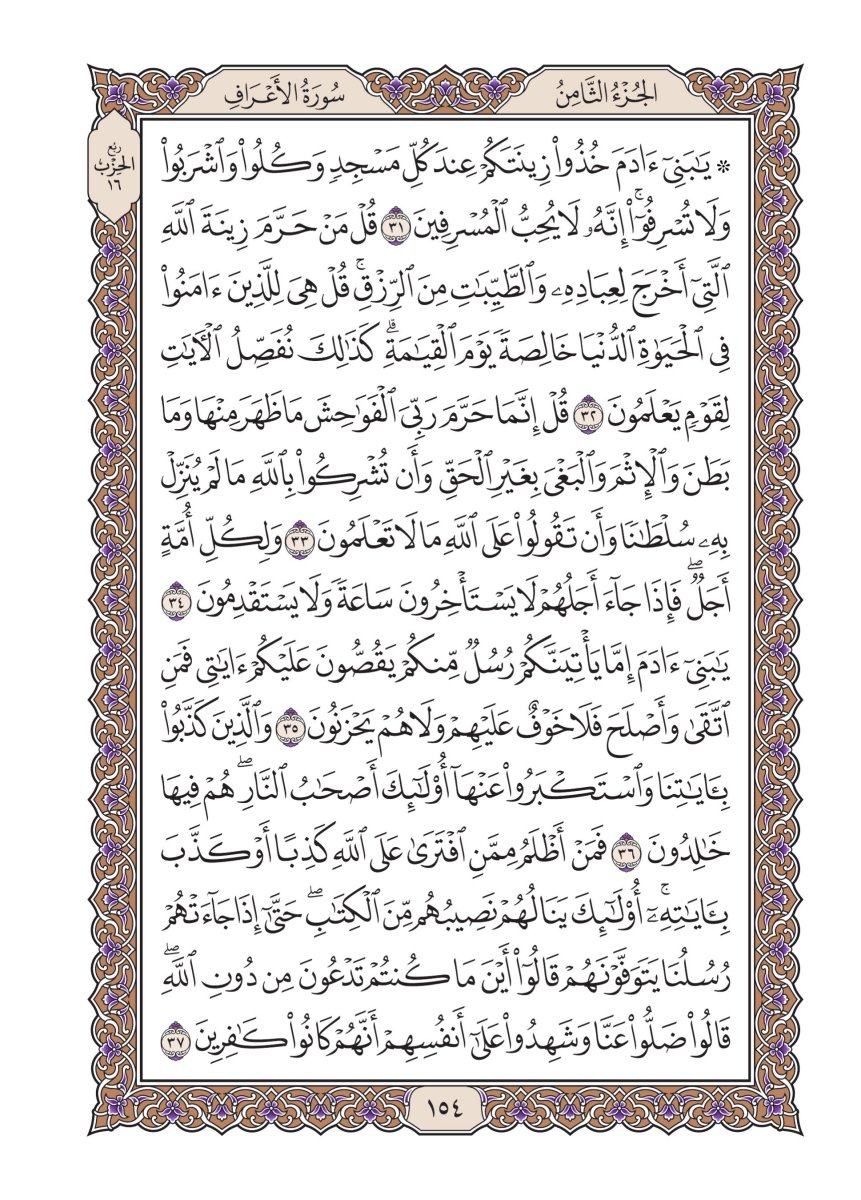 الجُزْءُ الثَّامِنُ
سُورَةُ الأَعْرَافِ
رُبع
الحِزْب
١٦
۞ يَٰبَنِيٓ ءَادَمَ خُذُواْ زِينَتَكُمۡ عِندَ كُلِّ مَسۡجِدٖ وَكُلُواْ وَٱشۡرَبُواْ
وَلَا تُسۡرِفُوٓاْۚ إِنَّهُۥ لَا يُحِبُّ ٱلۡمُسۡرِفِينَ ٣١ قُلۡ مَنۡ حَرَّمَ زِينَةَ ٱللَّهِ
ٱلَّتِيٓ أَخۡرَجَ لِعِبَادِهِۦ وَٱلطَّيِّبَٰتِ مِنَ ٱلرِّزۡقِۚ قُلۡ هِيَ لِلَّذِينَ ءَامَنُواْ
فِي ٱلۡحَيَوٰةِ ٱلدُّنۡيَا خَالِصَةٗ يَوۡمَ ٱلۡقِيَٰمَةِۗ كَذَٰلِكَ نُفَصِّلُ ٱلۡأٓيَٰتِ
لِقَوۡمٖ يَعۡلَمُونَ ٣٢ قُلۡ إِنَّمَا حَرَّمَ رَبِّيَ ٱلۡفَوَٰحِشَ مَا ظَهَرَ مِنۡهَا وَمَا
بَطَنَ وَٱلۡإِثۡمَ وَٱلۡبَغۡيَ بِغَيۡرِ ٱلۡحَقِّ وَأَن تُشۡرِكُواْ بِٱللَّهِ مَا لَمۡ يُنَزِّلۡ
بِهِۦ سُلۡطَٰنٗا وَأَن تَقُولُواْ عَلَى ٱللَّهِ مَا لَا تَعۡلَمُونَ ٣٣ وَلِكُلِّ أُمَّةٍ
أَجَلٞۖ فَإِذَا جَآءَ أَجَلُهُمۡ لَا يَسۡتَأۡخِرُونَ سَاعَةٗ وَلَا يَسۡتَقۡدِمُونَ ٣٤
يَٰبَنِيٓ ءَادَمَ إِمَّا يَأۡتِيَنَّكُمۡ رُسُلٞ مِّنكُمۡ يَقُصُّونَ عَلَيۡكُمۡ ءَايَٰتِي فَمَنِ
ٱتَّقَىٰ وَأَصۡلَحَ فَلَا خَوۡفٌ عَلَيۡهِمۡ وَلَا هُمۡ يَحۡزَنُونَ ٣٥ وَٱلَّذِينَ كَذَّبُواْ
بِـَٔايَٰتِنَا وَٱسۡتَكۡبَرُواْ عَنۡهَآ أُوْلَٰٓئِكَ أَصۡحَٰبُ ٱلنَّارِۖ هُمۡ فِيهَا
خَٰلِدُونَ ٣٦ فَمَنۡ أَظۡلَمُ مِمَّنِ ٱفۡتَرَىٰ عَلَى ٱللَّهِ كَذِبًا أَوۡ كَذَّبَ
بِـَٔايَٰتِهِۦٓۚ أُوْلَٰٓئِكَ يَنَالُهُمۡ نَصِيبُهُم مِّنَ ٱلۡكِتَٰبِۖ حَتَّىٰٓ إِذَا جَآءَتۡهُمۡ
رُسُلُنَا يَتَوَفَّوۡنَهُمۡ قَالُوٓاْ أَيۡنَ مَا كُنتُمۡ تَدۡعُونَ مِن دُونِ ٱللَّهِۖ
قَالُواْ ضَلُّواْ عَنَّا وَشَهِدُواْ عَلَىٰٓ أَنفُسِهِمۡ أَنَّهُمۡ كَانُواْ كَٰفِرِينَ ٣٧
١٥٤